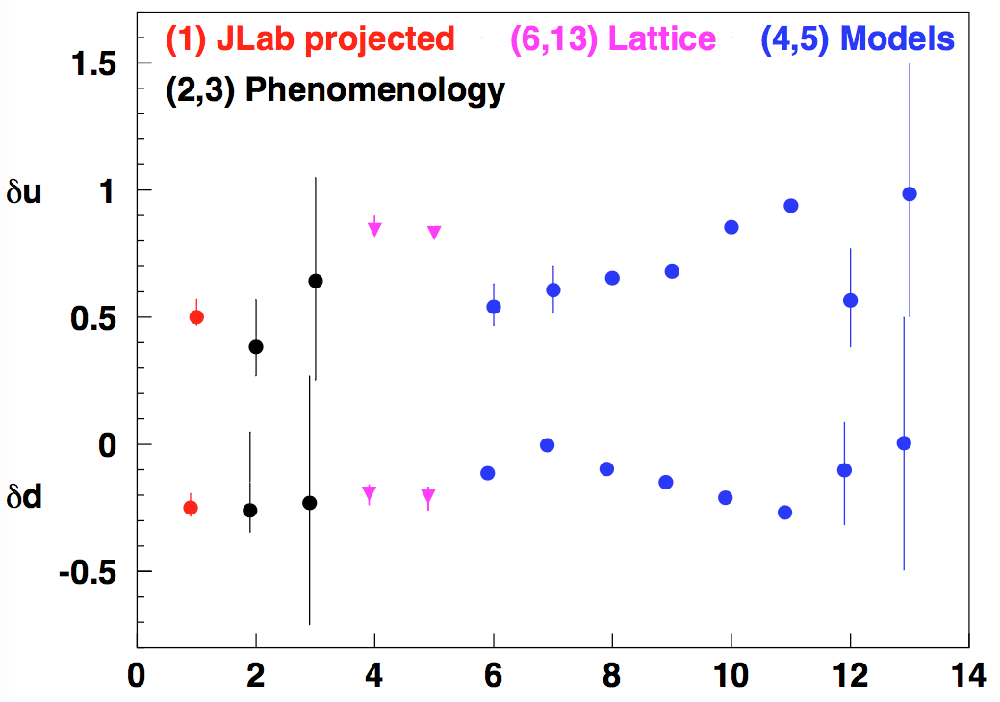 (1) JLab projected (6,13) Lattice (4,5) Models
(2,3) Phenomenology
1.5
δu 1
0.5
0
δd
-0.5
0 2 4 6 8 10 12 14